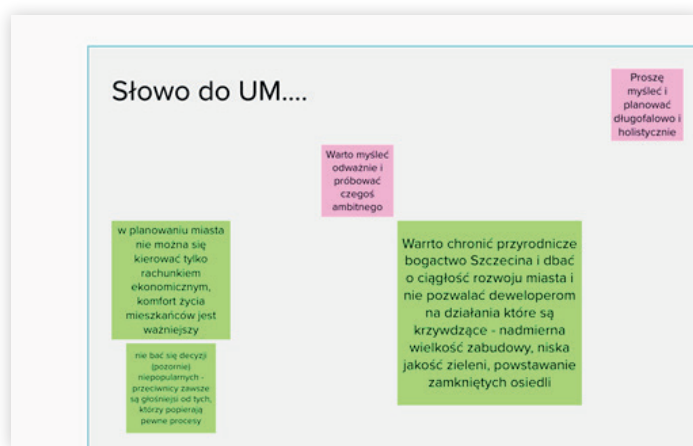 Słowo do UM....
Proszę
myśleć i
planować
długofalowo i
holistycznie
Warto myśleć
odważnie i
próbować
czegoś
ambitnego
w planowaniu miasta
nie można się
kierować tylko
rachunkiem
ekonomicznym,
komfort życia
mieszkańców jest
ważniejszy
Warrto chronić przyrodnicze
bogactwo Szczecina i dbać
o ciągłość rozwoju miasta i
nie pozwalać deweloperom
na działania które są
krzywdzące - nadmierna
wielkość zabudowy, niska
jakość zieleni, powstawanie
zamkniętych osiedli
nie bać się decyzji
(pozornie)
niepopularnych -
przeciwnicy zawsze
są głośniejsi od tych,
którzy popierają
pewne procesy